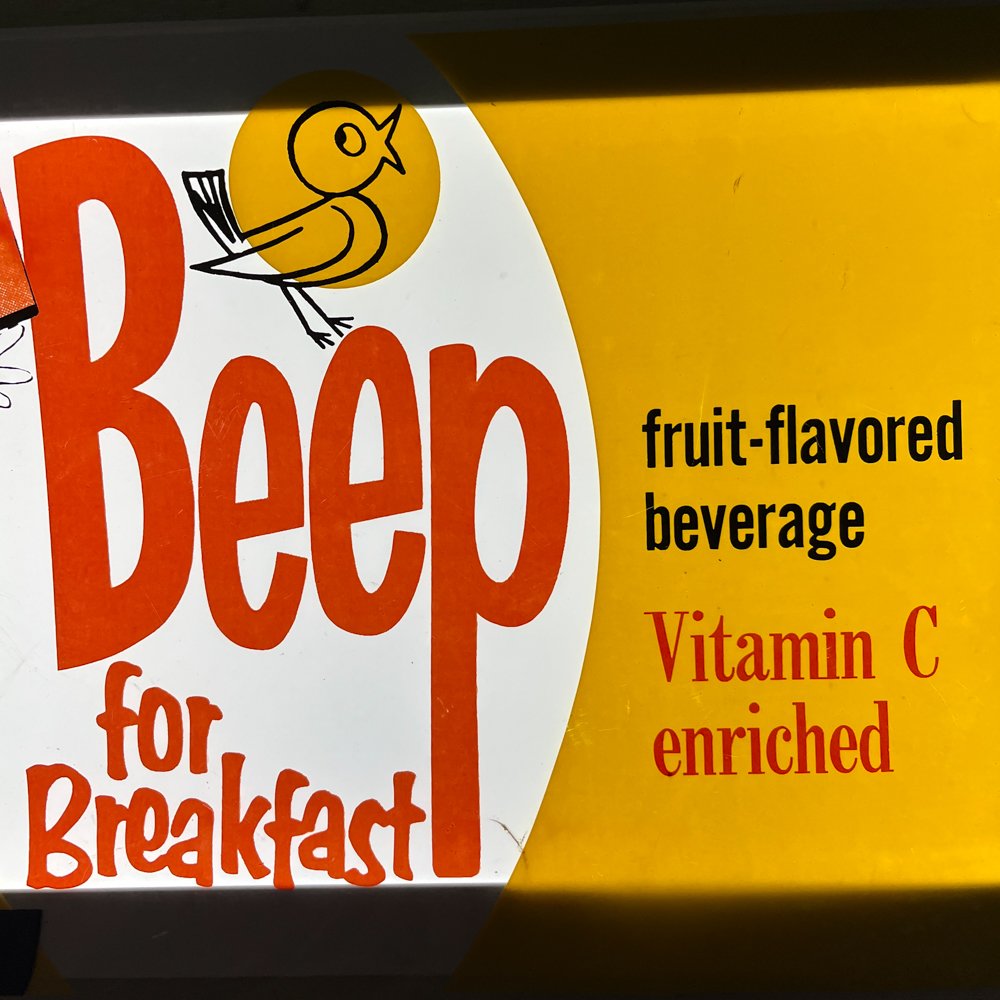 Beep
for
Breakfast
fruit-flavored
beverage
Vitamin C
enriched